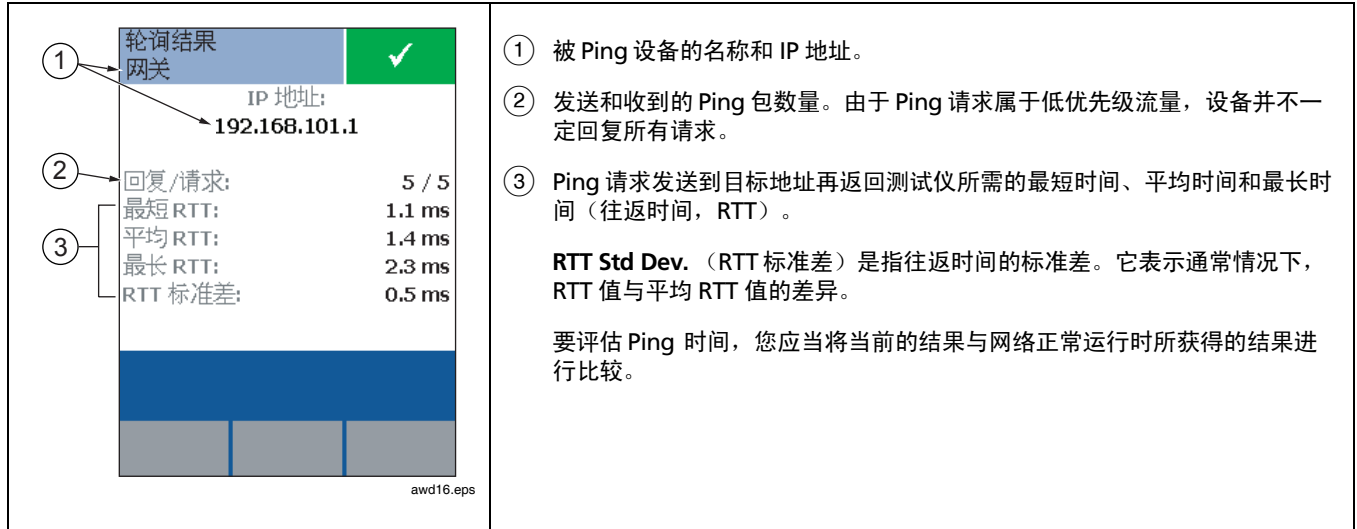 轮询结果
网关
✓
IP 地址:
192.168.101.1
回复/请求: 5 / 5
最短 RTT: 1.1 ms
平均 RTT: 1.4 ms
最长 RTT: 2.3 ms
RTT 标准差: 0.5 ms
1
2
3
awd16.eps
① 被 Ping 设备的名称和 IP 地址。
② 发送和收到的 Ping 包数量。由于 Ping 请求属于低优先级流量，设备并不一
定回复所有请求。
③ Ping 请求发送到目标地址再返回测试仪所需的最短时间、平均时间和最长时
间（往返时间，RTT）。
RTT Std Dev. （RTT 标准差）是指往返时间的标准差。它表示通常情况下，
RTT 值与平均 RTT 值的差异。
要评估 Ping 时间，您应当将当前的结果与网络正常运行时所获得的结果进
行比较。